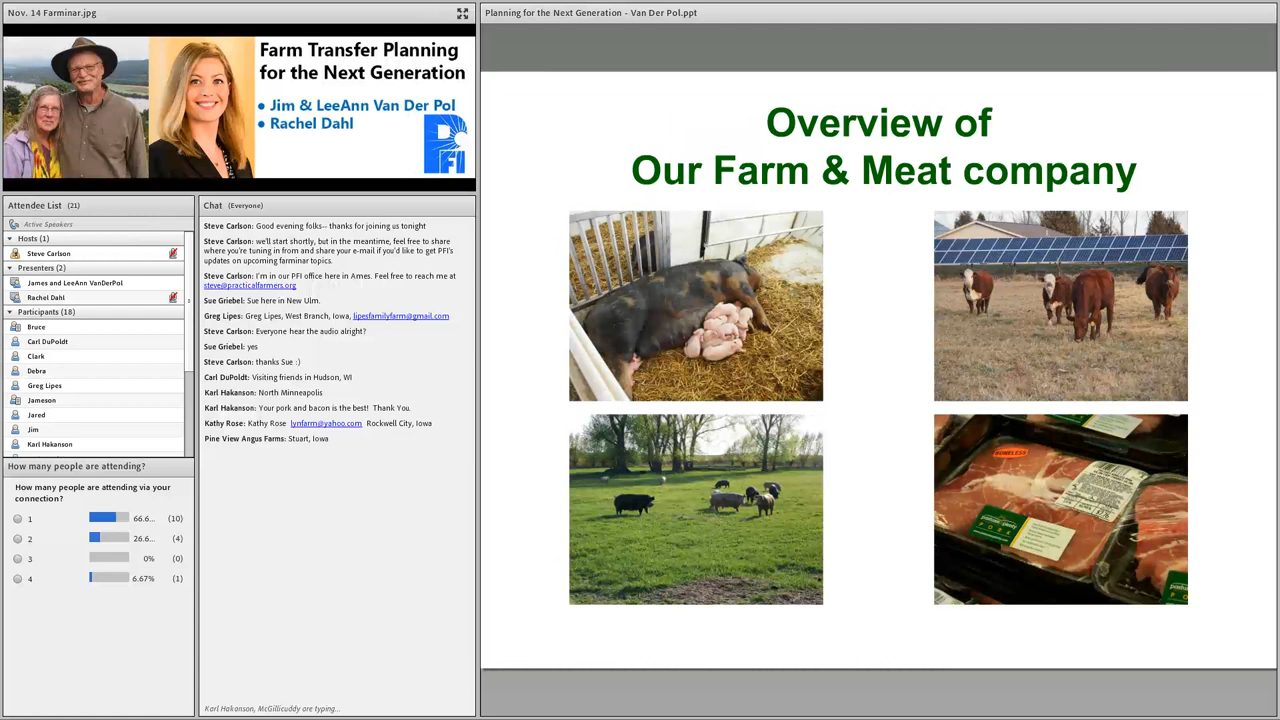 Nov. 14 Farminar.jpg
Farm Transfer Planning
for the Next Generation
• Jim & LeeAnn Van Der Pol
• Rachel Dahl
PFI
Attendee List (21)
Active Speakers
Hosts (1)
Steve Carlson
Presenters (2)
James and LeeAnn VanDerPol
Rachel Dahl
Participants (18)
Bruce
Carl DuPoldt
Clark
Debra
Greg Lipes
Jameson
Jared
Jim
Karl Hakanson
How many people are attending?
How many people are attending via your
connection?
1 66.6... (10)
2 26.6... (4)
3 0% (0)
4 6.67% (1)
Chat (Everyone)
Steve Carlson: Good evening folks-- thanks for joining us tonight
Steve Carlson: we'll start shortly, but in the meantime, feel free to share
where you're tuning in from and share your e-mail if you'd like to get PFI's
updates on upcoming farminar topics.
Steve Carlson: I'm in our PFI office here in Ames. Feel free to reach me at
steve@practicalfarmers.org
Sue Griebel: Sue here in New Ulm.
Greg Lipes: Greg Lipes, West Branch, Iowa, lipesfamilyfarm@gmail.com
Steve Carlson: Everyone hear the audio alright?
Sue Griebel: yes
Steve Carlson: thanks Sue :)
Carl DuPoldt: Visiting friends in Hudson, WI
Karl Hakanson: North Minneapolis
Karl Hakanson: Your pork and bacon is the best! Thank You.
Kathy Rose: Kathy Rose lynfarm@yahoo.com Rockwell City, Iowa
Pine View Angus Farms: Stuart, Iowa
Karl Hakanson, McGillicuddy are typing...
Planning for the Next Generation - Van Der Pol.ppt
Overview of
Our Farm & Meat company
BONELESS
PORK